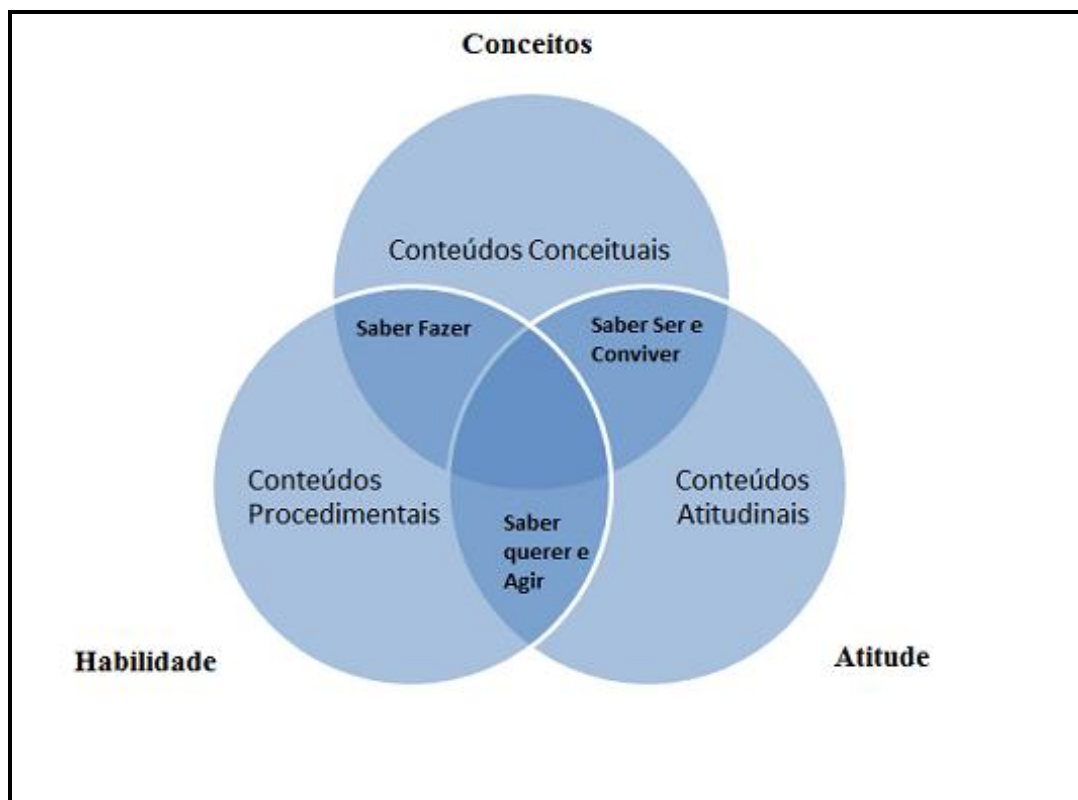 Conceitos
Conteúdos Conceituais
Saber Fazer
Saber Ser e
Conviver
Conteúdos
Procedimentais
Conteúdos
Atitudinais
Saber
querer e
Agir
Habilidade
Atitude